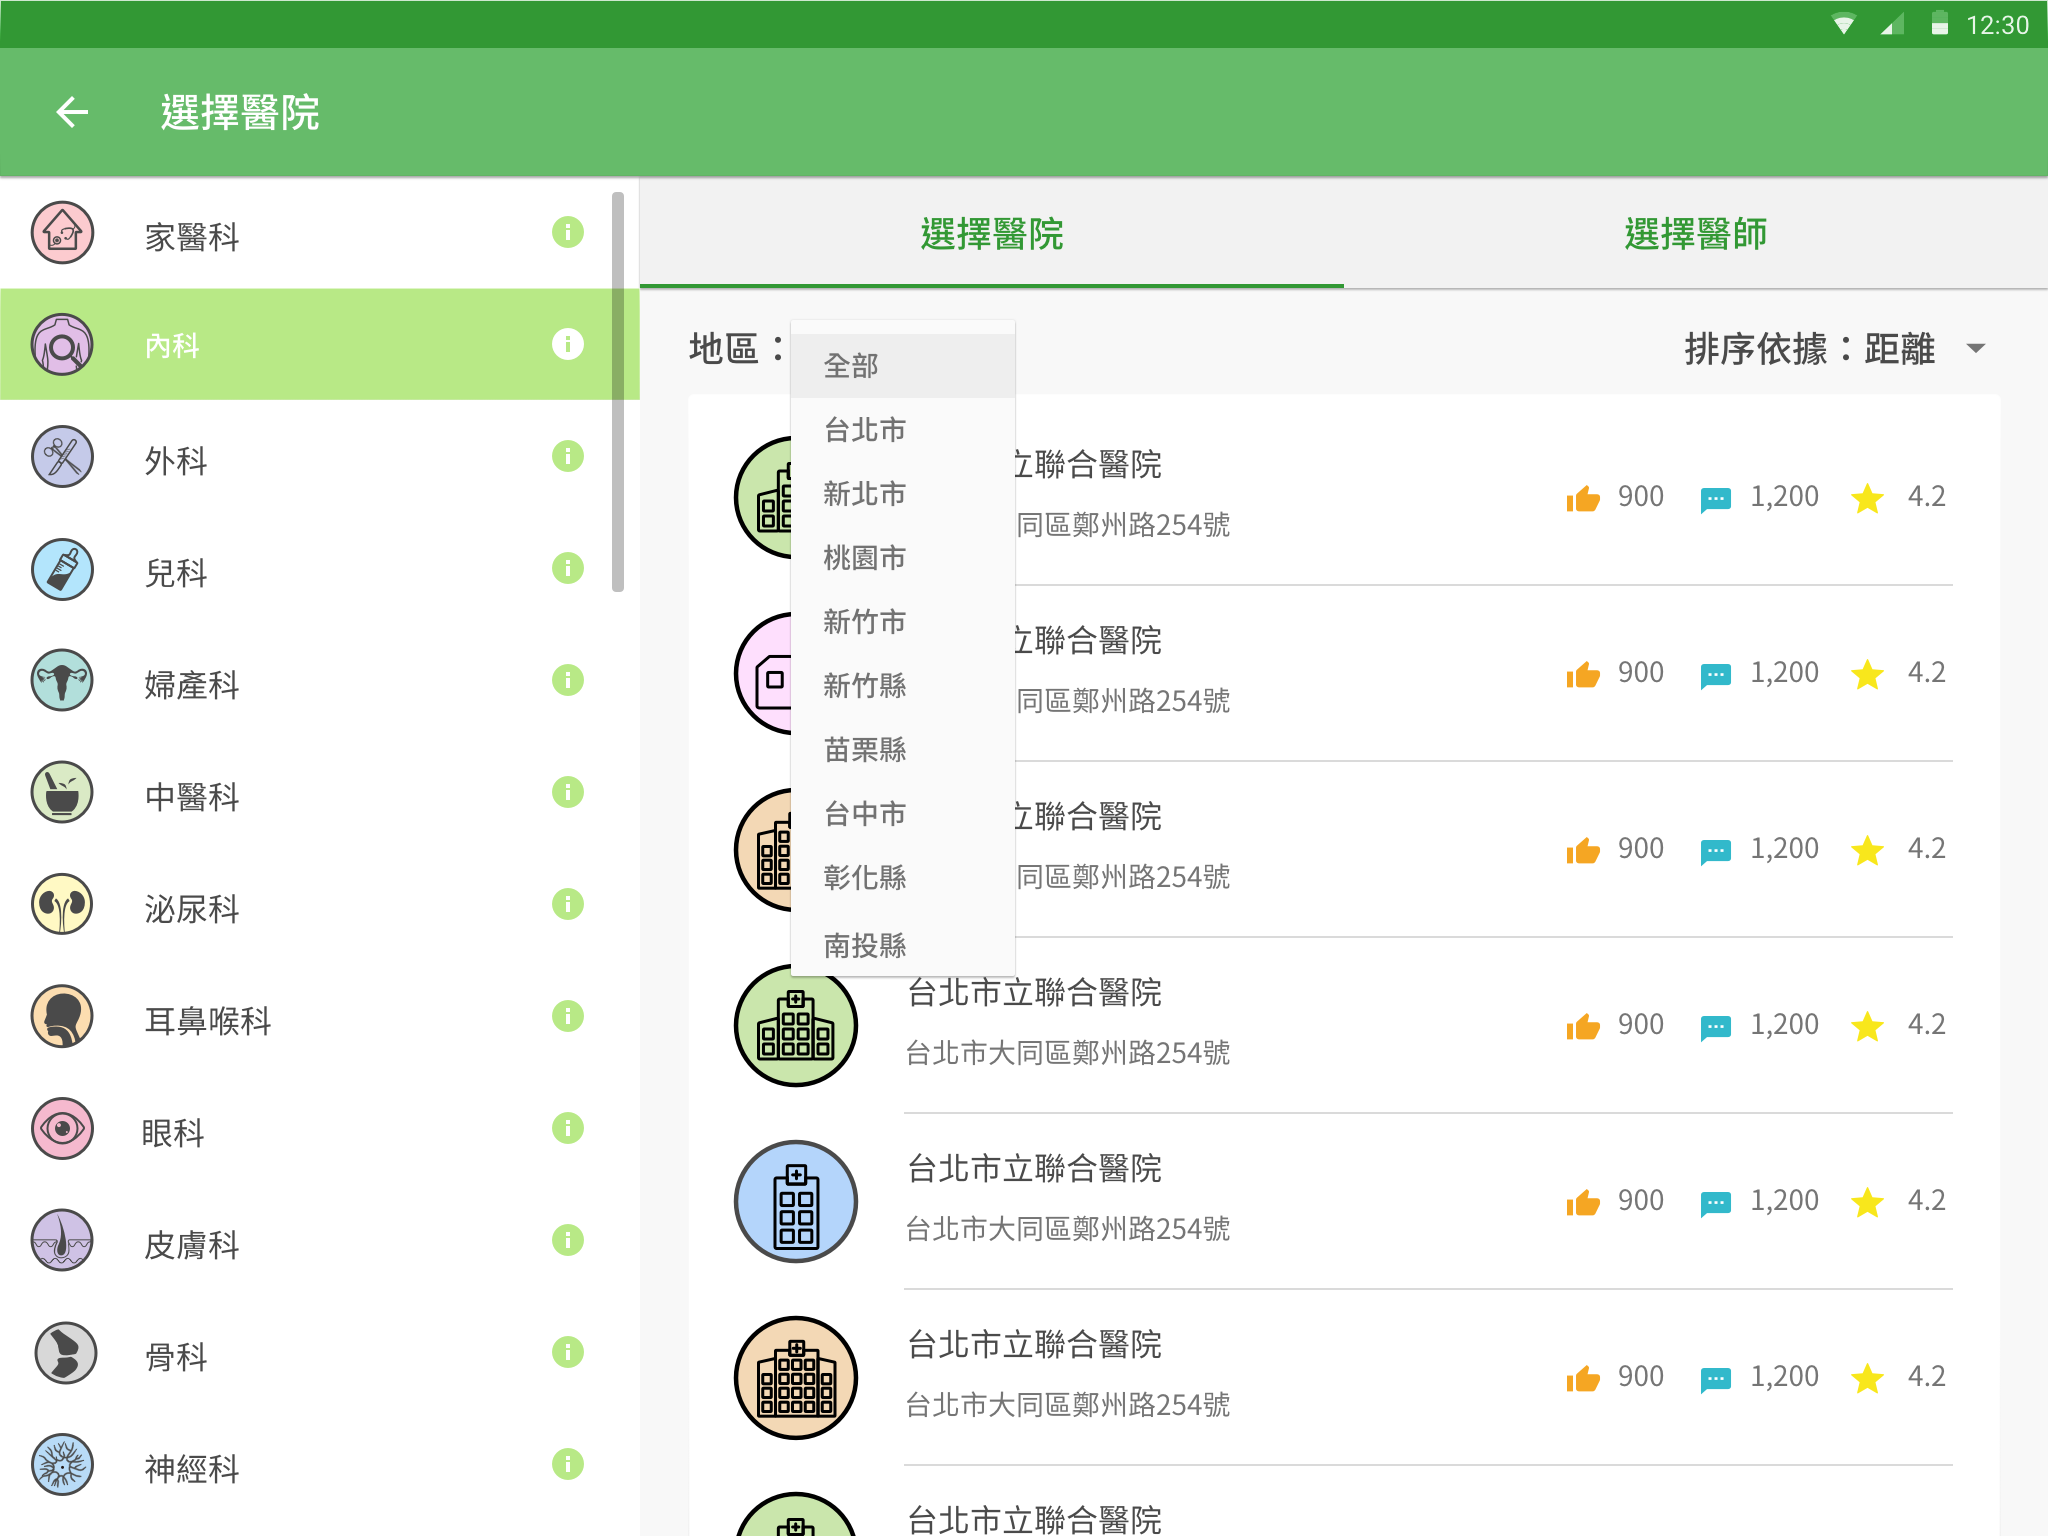 12:30
選擇醫院
家醫科
內科
外科
兒科
婦產科
中醫科
泌尿科
耳鼻喉科
眼科
皮膚科
骨科
神經科
選擇醫院
選擇醫師
地區：
排序依據：距離
全部
台北市
新北市
桃園市
新竹市
新竹縣
苗栗縣
台中市
彰化縣
南投縣
立聯合醫院
同區鄭州路254號
900 1,200 4.2
立聯合醫院
同區鄭州路254號
900 1,200 4.2
立聯合醫院
同區鄭州路254號
900 1,200 4.2
台北市立聯合醫院
台北市大同區鄭州路254號
900 1,200 4.2
台北市立聯合醫院
台北市大同區鄭州路254號
900 1,200 4.2
台北市立聯合醫院
台北市大同區鄭州路254號
900 1,200 4.2
台北市立聯合醫院